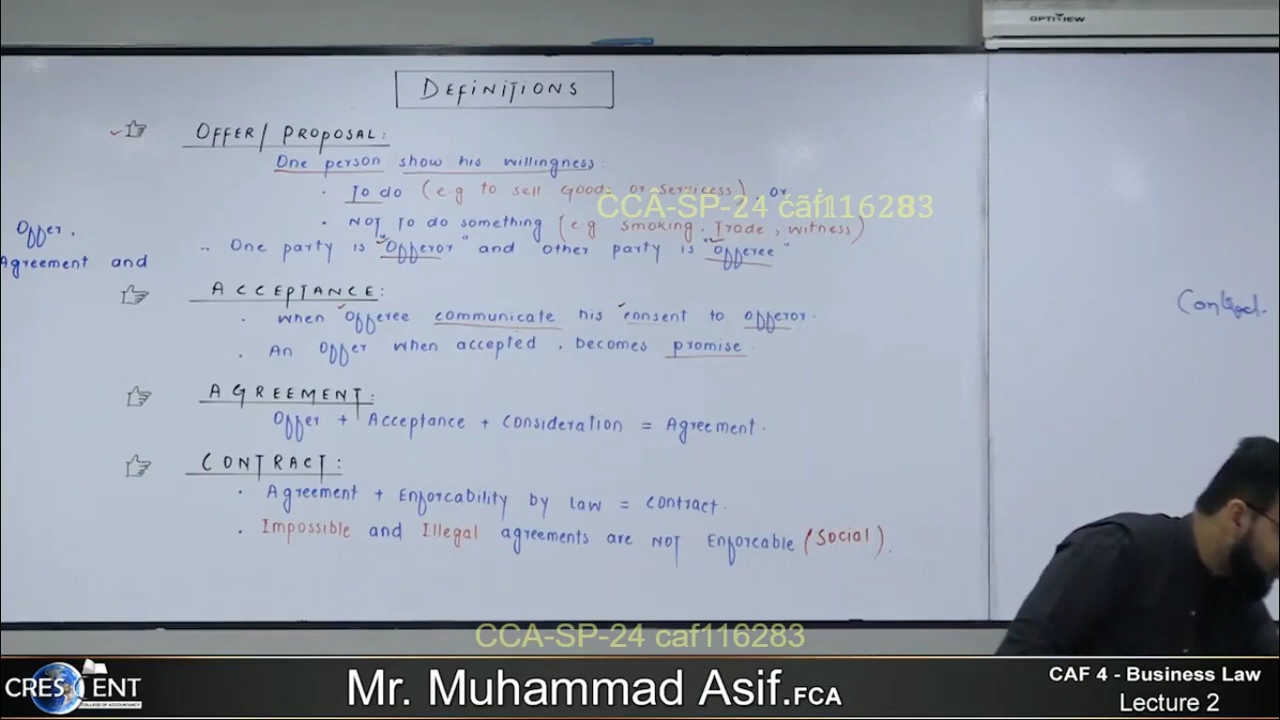 OPTIVIEW
DEFINITIONS
OFFER/ PROPOSAL:
One person show his willingness:
· To do (e.g to sell Goods or Servicess), or
CCA-SP-24 caf116283
· NOT To do something (e.g smoking. Trade, witness)
.. One party is "Offeror" and "other party is "Offeree"
Offer.
Agreement and
ACCEPTANCE:
· When Offeree communicate his consent to offeror.
· An Offer when accepted, becomes promise.
Contract.
AGREEMENT:
Offer + Acceptance + consideration = Agreement.
CONTRACT:
· Agreement + Enforcability by Law = contract.
· Impossible and Illegal agreements are NOT Enforcable (Social).
CCA-SP-24 caf116283
CRESCENT
COLLEGE OF ACCOUNTANCY
Mr. Muhammad Asif.FCA
CAF 4 - Business Law
Lecture 2